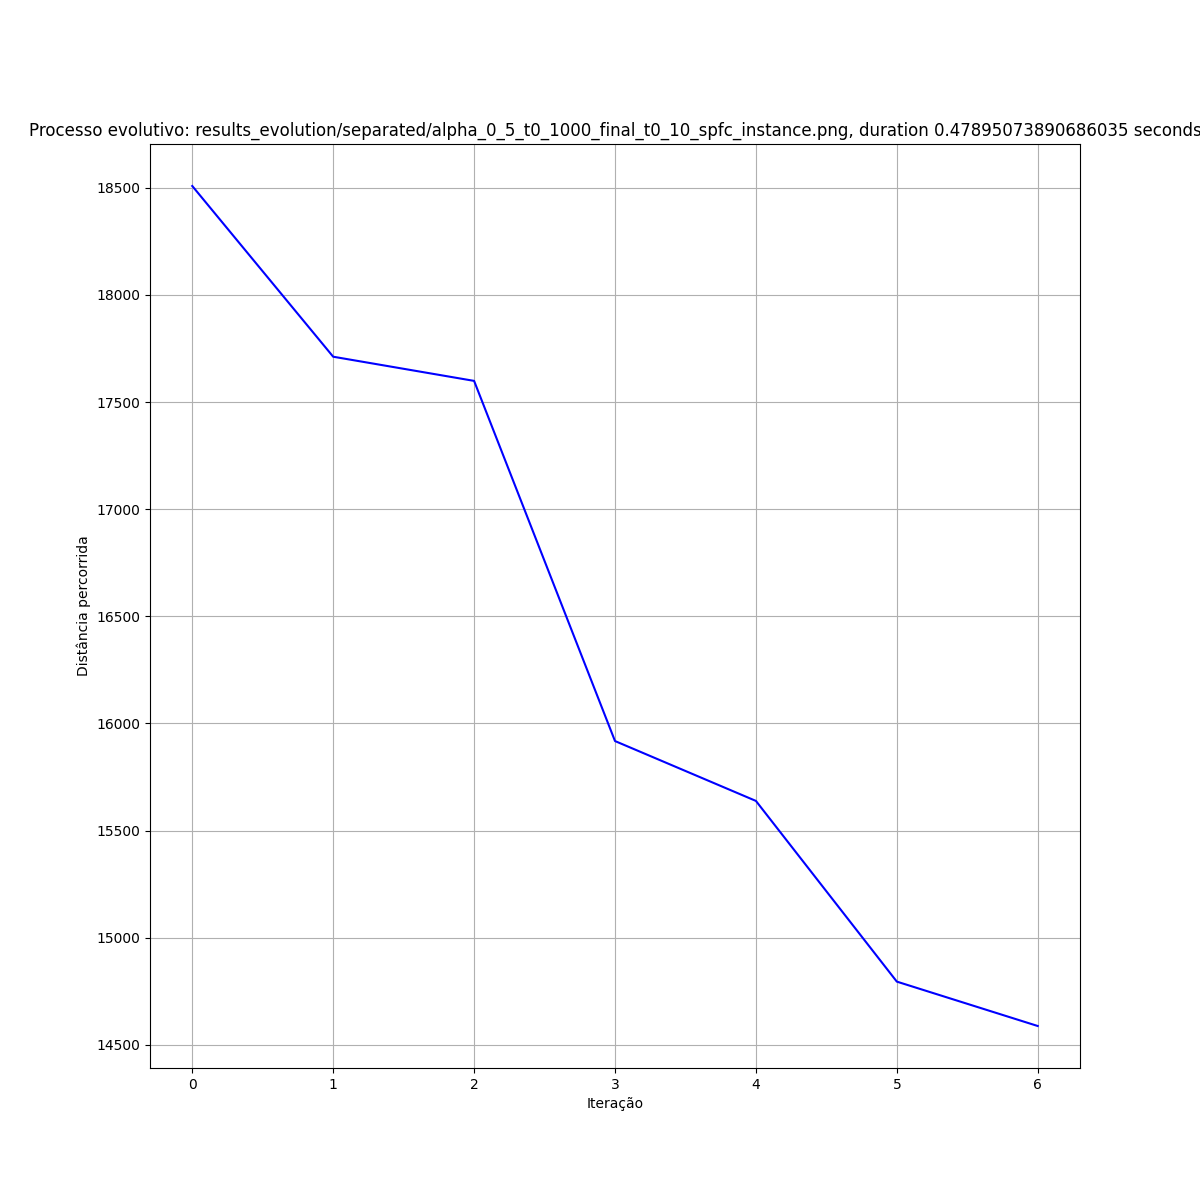 Processo evolutivo: results_evolution/separated/alpha_0_5_t0_1000_final_t0_10_spfc_instance.png, duration 0.47895073890686035 seconds
18500
18000
17500
17000
16500
16000
15500
15000
14500
Distância percorrida
0 1 2 3 4 5 6
Iteração